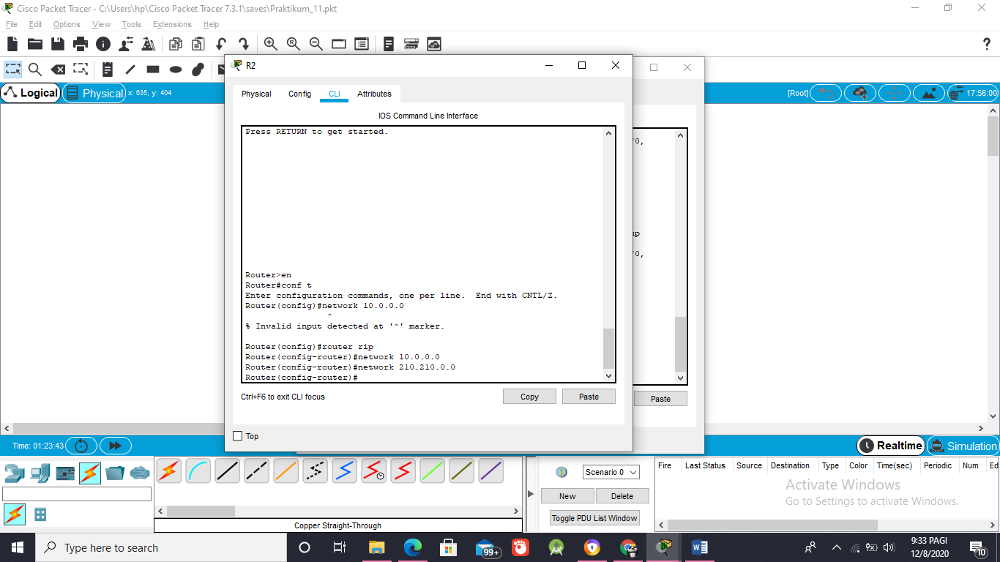 Cisco Packet Tracer - C:\Users\hp\Cisco Packet Tracer 7.3.1\saves\Praktikum_11.pkt
File Edit Options View Tools Extensions Help
?
R2
Logical
Physical x: 635, y: 404
[Root] 17:56:00
Physical Config CLI Attributes
IOS Command Line Interface
Press RETURN to get started.
Router>en
Router#conf t
Enter configuration commands, one per line. End with CNTL/Z.
Router(config)#network 10.0.0.0
^
% Invalid input detected at '^' marker.
Router(config)#router rip
Router(config-router)#network 10.0.0.0
Router(config-router)#network 210.210.0.0
Router(config-router)#
Ctrl+F6 to exit CLI focus
Copy Paste
Top
/0,
up
/0,
Paste
Time: 01:23:43
Realtime Simulation
Scenario 0
New Delete
Toggle PDU List Window
Fire Last Status Source Destination Type Color Time(sec) Periodic Num Ed
Activate Windows
Go to Settings to activate Windows.
Copper Straight-Through
Type here to search
99+
9:33 PAGI
12/8/2020
10